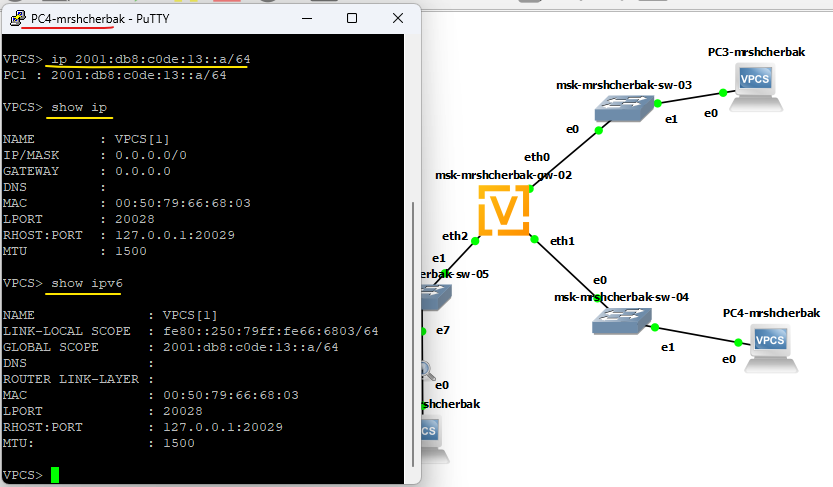 PC4-mrshcherbak - PuTTY
VPCS> ip 2001:db8:c0de:13::a/64
PC1 : 2001:db8:c0de:13::a/64
VPCS> show ip
NAME        : VPCS[1]
IP/MASK     : 0.0.0.0/0
GATEWAY     : 0.0.0.0
DNS         :
MAC         : 00:50:79:66:68:03
LPORT       : 20028
RHOST:PORT  : 127.0.0.1:20029
MTU         : 1500
VPCS> show ipv6
NAME              : VPCS[1]
LINK-LOCAL SCOPE  : fe80::250:79ff:fe66:6803/64
GLOBAL SCOPE      : 2001:db8:c0de:13::a/64
DNS               :
ROUTER LINK-LAYER :
MAC               : 00:50:79:66:68:03
LPORT             : 20028
RHOST:PORT        : 127.0.0.1:20029
MTU:              : 1500
VPCS>
PC3-mrshcherbak
VPCS
msk-mrshcherbak-sw-03
e0
e1
e0
eth0
msk-mrshcherbak-gw-02
V
eth2
eth1
e1
erbak-sw-05
e0
msk-mrshcherbak-sw-04
e7
PC4-mrshcherbak
VPCS
e1
e0
e0
shcherbak
CS